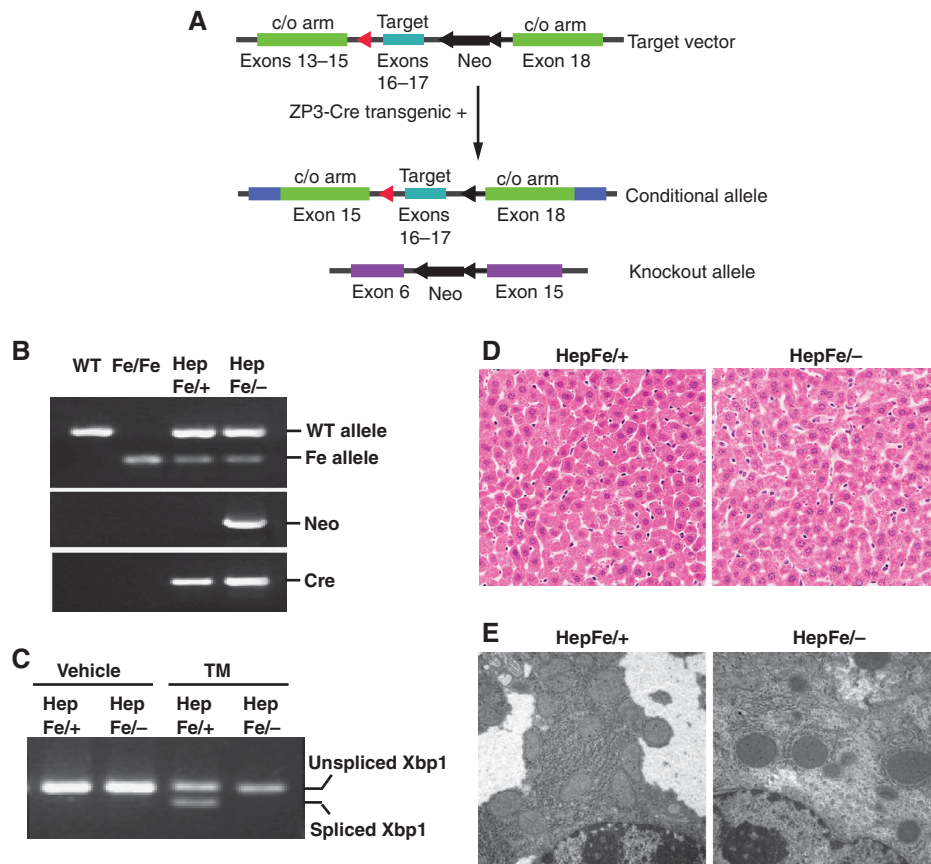 A
c/o arm Target c/o arm
Target vector
Exons 13–15 Exons 16–17 Neo Exon 18
ZP3-Cre transgenic +
c/o arm Target c/o arm
Conditional allele
Exon 15 Exons 16–17 Exon 18
Knockout allele
Exon 6 Neo Exon 15
B
WT Fe/Fe Hep Fe/+ Hep Fe/–
WT allele
Fe allele
Neo
Cre
C
Vehicle TM
Hep Fe/+ Hep Fe/– Hep Fe/+ Hep Fe/–
Unspliced Xbp1
Spliced Xbp1
D
HepFe/+ HepFe/–
E
HepFe/+ HepFe/–